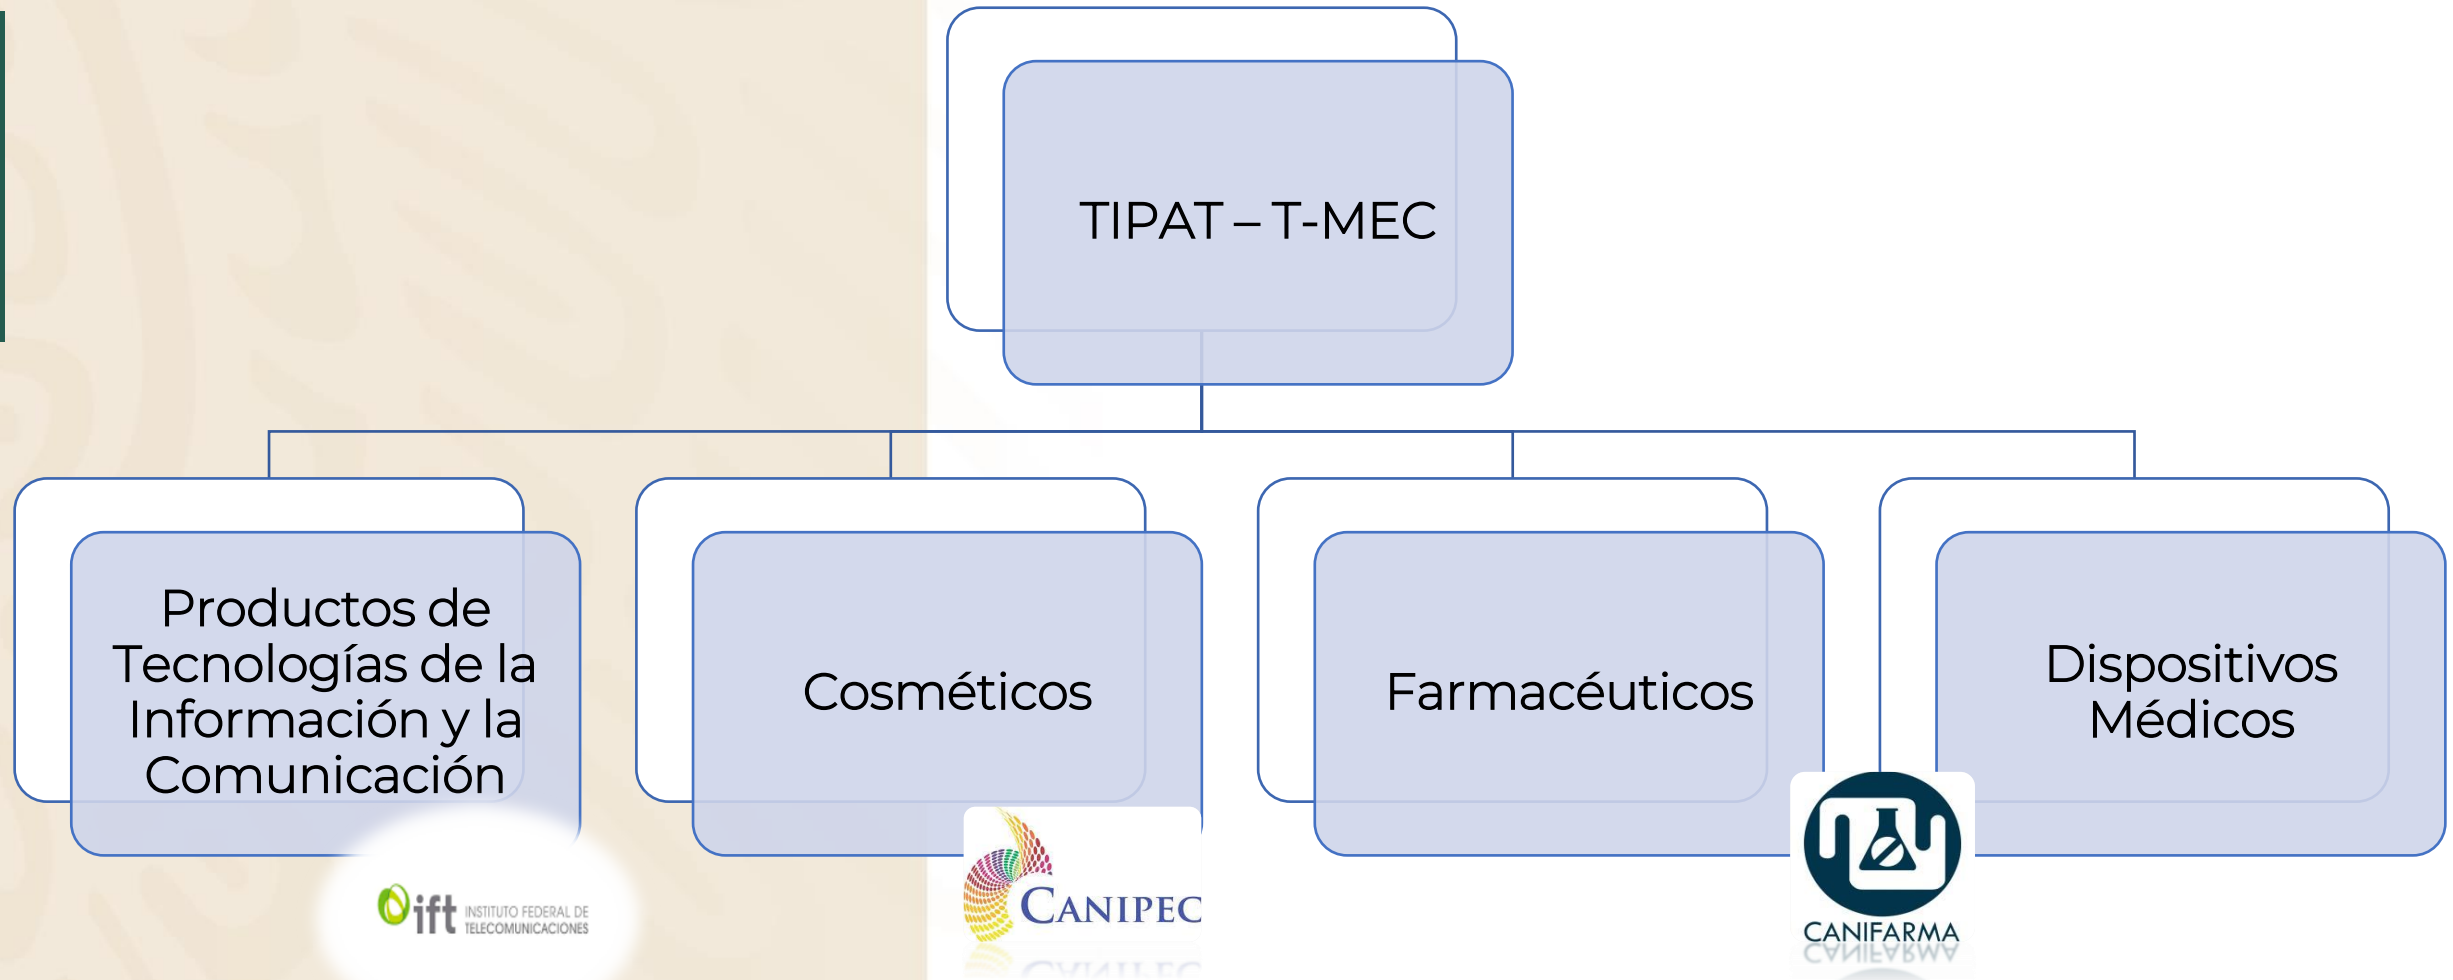 TIPAT – T-MEC
Productos de
Tecnologías de la
Información y la
Comunicación
Cosméticos
Farmacéuticos
Dispositivos
Médicos
ift INSTITUTO FEDERAL DE
TELECOMUNICACIONES
CANIPEC
CANIFARMA